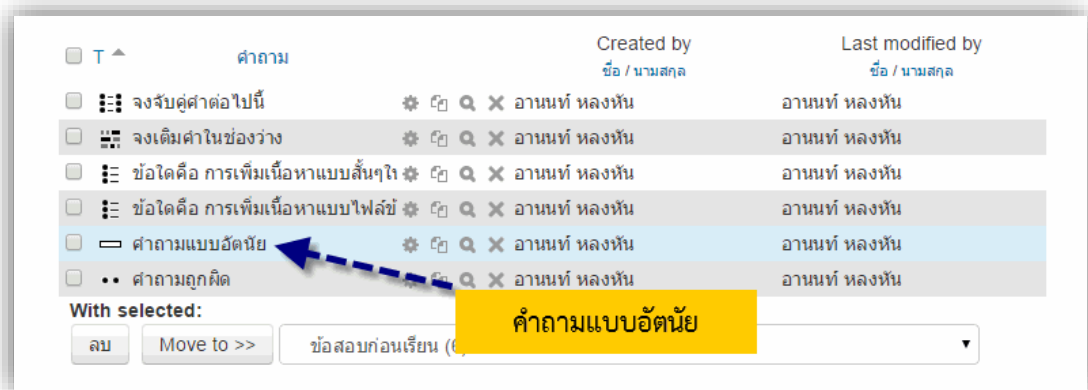 T คำถาม Created by Last modified by
ชื่อ / นามสกุล ชื่อ / นามสกุล
จงจับคู่คำต่อไปนี้ อานนท์ หลงหัน อานนท์ หลงหัน
จงเติมคำในช่องว่าง อานนท์ หลงหัน อานนท์ หลงหัน
ข้อใดคือ การเพิ่มเนื้อหาแบบสั้นๆใ อานนท์ หลงหัน อานนท์ หลงหัน
ข้อใดคือ การเพิ่มเนื้อหาแบบไฟล์ข้ อานนท์ หลงหัน อานนท์ หลงหัน
คำถามแบบอัตนัย อานนท์ หลงหัน อานนท์ หลงหัน
คำถามถูกผิด อานนท์ หลงหัน อานนท์ หลงหัน
With selected:
คำถามแบบอัตนัย
ลบ Move to >> ข้อสอบก่อนเรียน